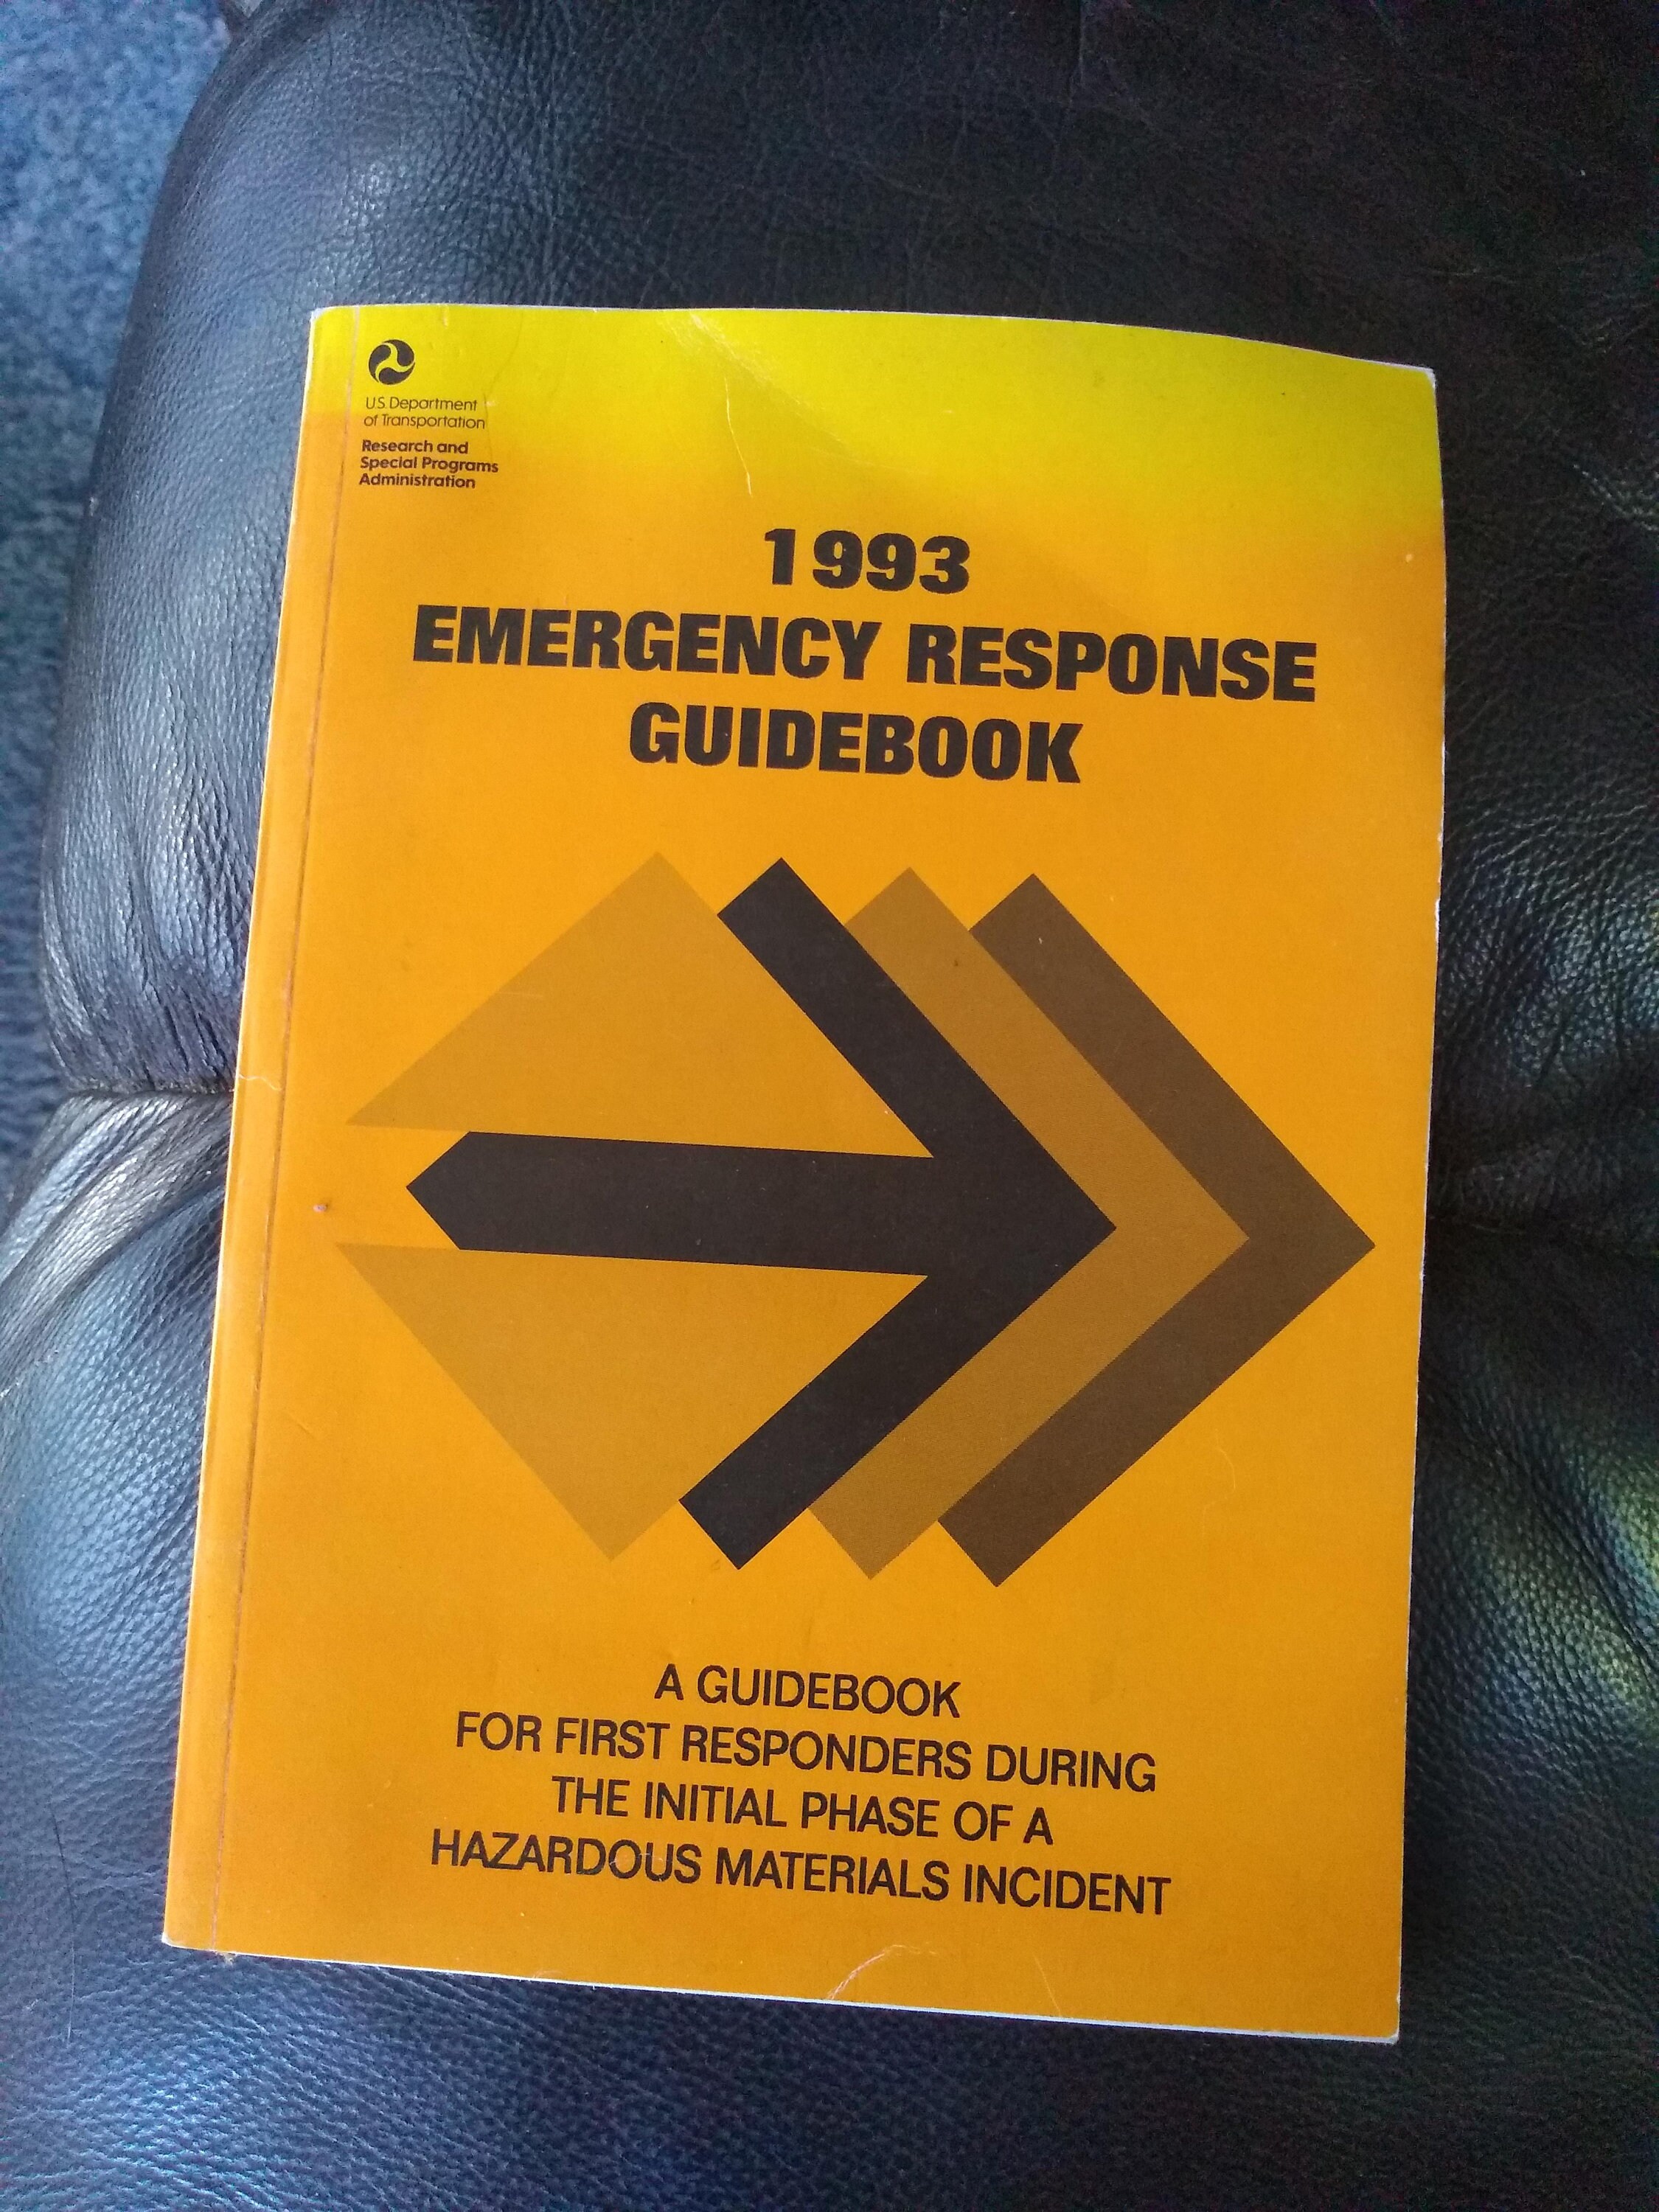 U.S. Department
of Transportation
Research and
Special Programs
Administration
1993
EMERGENCY RESPONSE
GUIDEBOOK
A GUIDEBOOK
FOR FIRST RESPONDERS DURING
THE INITIAL PHASE OF A
HAZARDOUS MATERIALS INCIDENT